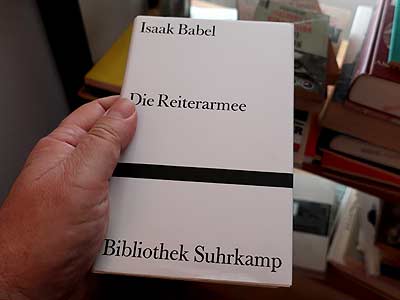 Isaak Babel
Die Reiterarmee
Bibliothek Suhrkamp